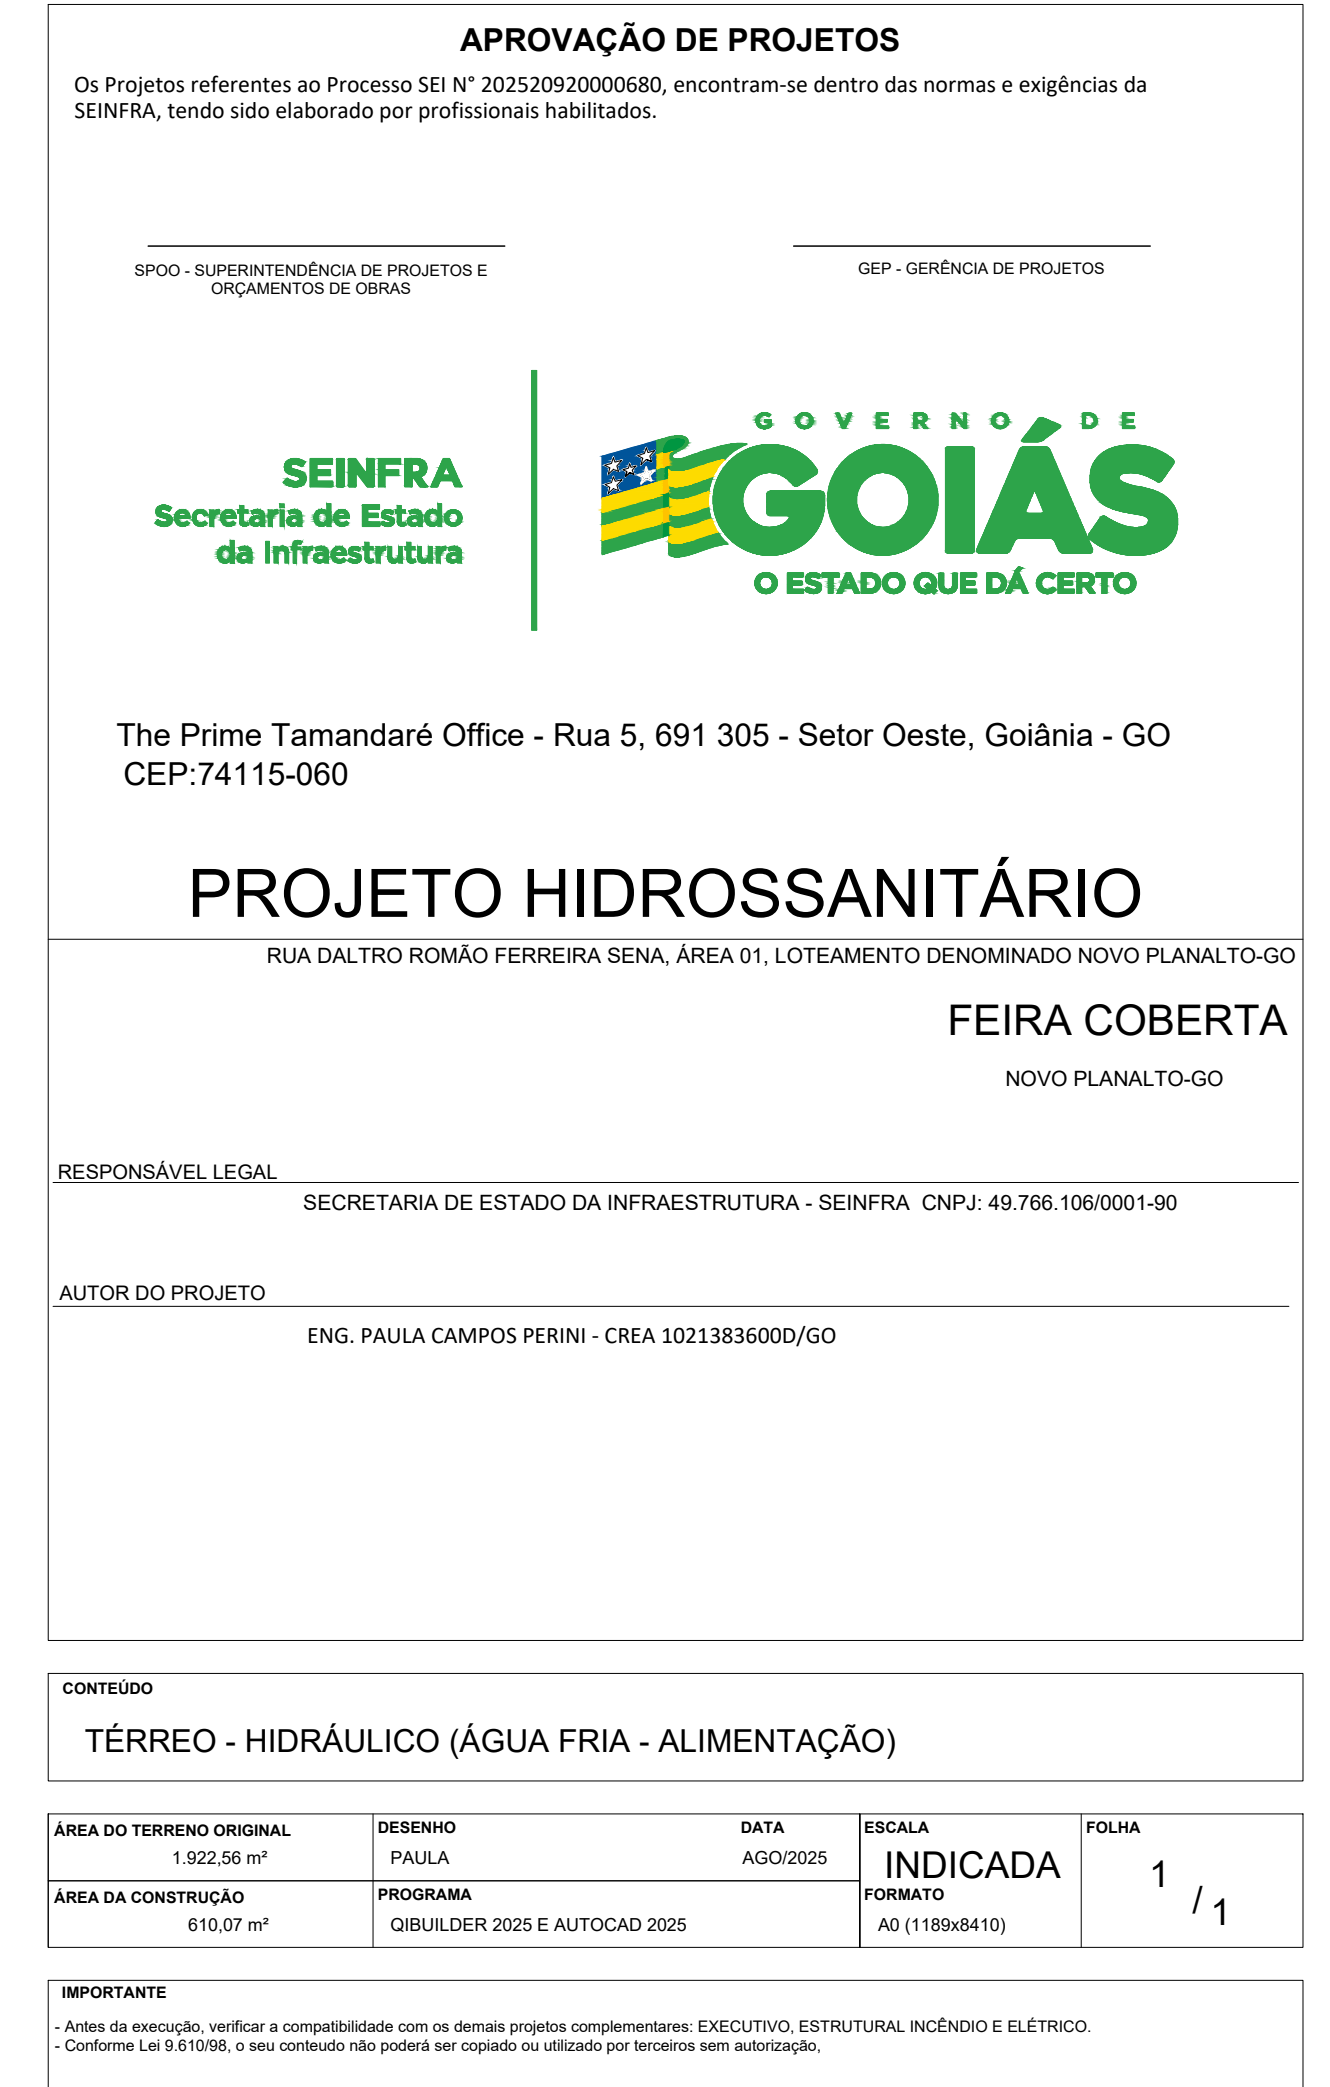 APROVAÇÃO DE PROJETOS
Os Projetos referentes ao Processo SEI N° 202520920000680, encontram-se dentro das normas e exigências da
SEINFRA, tendo sido elaborado por profissionais habilitados.
SPOO - SUPERINTENDÊNCIA DE PROJETOS E
ORÇAMENTOS DE OBRAS
GEP - GERÊNCIA DE PROJETOS
SEINFRA
Secretaria de Estado
da Infraestrutura
GOVERNO DE
GOIÁS
O ESTADO QUE DÁ CERTO
The Prime Tamandaré Office - Rua 5, 691 305 - Setor Oeste, Goiânia - GO
CEP:74115-060
PROJETO HIDROSSANITÁRIO
RUA DALTRO ROMÃO FERREIRA SENA, ÁREA 01, LOTEAMENTO DENOMINADO NOVO PLANALTO-GO
FEIRA COBERTA
NOVO PLANALTO-GO
RESPONSÁVEL LEGAL
SECRETARIA DE ESTADO DA INFRAESTRUTURA - SEINFRA CNPJ: 49.766.106/0001-90
AUTOR DO PROJETO
ENG. PAULA CAMPOS PERINI - CREA 1021383600D/GO
CONTEÚDO
TÉRREO - HIDRÁULICO (ÁGUA FRIA - ALIMENTAÇÃO)
ÁREA DO TERRENO ORIGINAL
1.922,56 m²
DESENHO
PAULA
DATA
AGO/2025
ESCALA
INDICADA
FOLHA
1 / 1
ÁREA DA CONSTRUÇÃO
610,07 m²
PROGRAMA
QIBUILDER 2025 E AUTOCAD 2025
FORMATO
A0 (1189x8410)
IMPORTANTE
- Antes da execução, verificar a compatibilidade com os demais projetos complementares: EXECUTIVO, ESTRUTURAL INCÊNDIO E ELÉTRICO.
- Conforme Lei 9.610/98, o seu conteudo não poderá ser copiado ou utilizado por terceiros sem autorização,